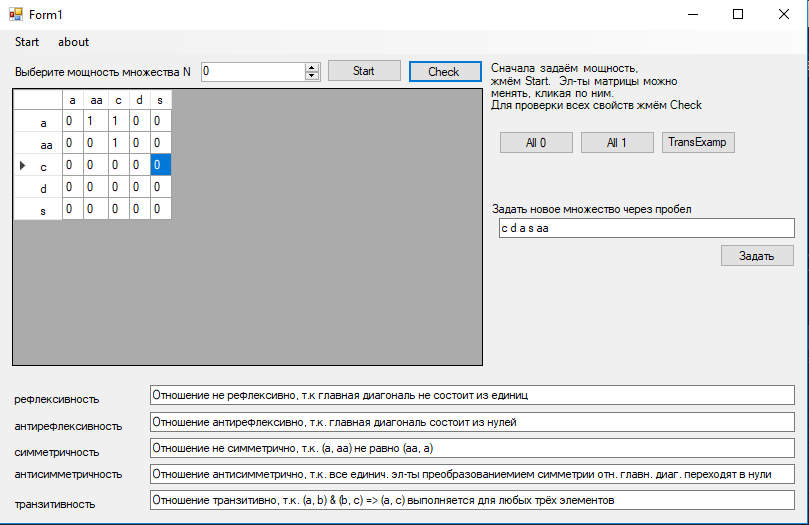 Form1
Start about
Выберите мощность множества N 0 Start Check
Сначала задаём мощность,
жмём Start. Эл-ты матрицы можно
менять, кликая по ним.
Для проверки всех свойств жмём Check
a aa c d s
a 0 1 1 0 0
aa 0 0 1 0 0
c 0 0 0 0 0
d 0 0 0 0 0
s 0 0 0 0 0
All 0 All 1 TransExamp
Задать новое множество через пробел
c d a s aa
Задать
рефлексивность Отношение не рефлексивно, т.к главная диагональ не состоит из единиц
антирефлексивность Отношение антирефлексивно, т.к. главная диагональ состоит из нулей
симметричность Отношение не симметрично, т.к. (a, aa) не равно (aa, a)
антисимметричность Отношение антисимметрично, т.к. все единич. эл-ты преобразованиемием симметрии отн. главн. диаг. переходят в нули
транзитивность Отношение транзитивно, т.к. (a, b) & (b, c) => (a, c) выполняется для любых трёх элементов